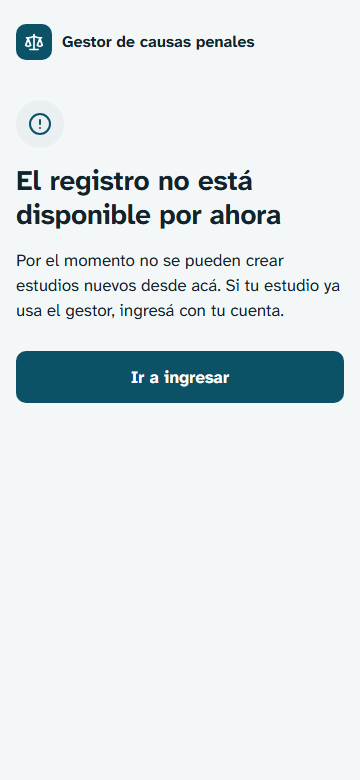 Gestor de causas penales
El registro no está
disponible por ahora
Por el momento no se pueden crear
estudios nuevos desde acá. Si tu estudio ya
usa el gestor, ingresá con tu cuenta.
Ir a ingresar